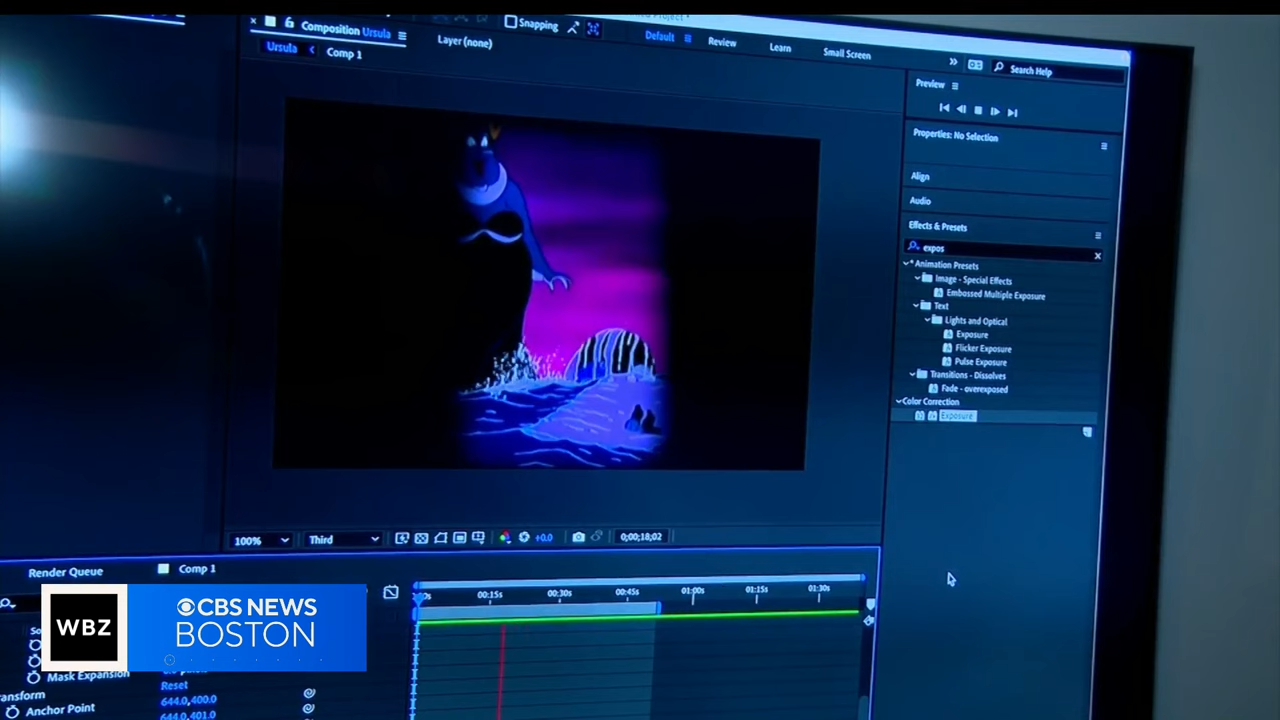 Composition Ursula
Snapping
Ursula
Comp 1
Layer (none)
Default
Review
Learn
Small Screen
Search Help
Preview
Properties: No Selection
Align
Audio
Effects & Presets
expos
* Animation Presets
Image - Special Effects
Embossed Multiple Exposure
Text
Lights and Optical
Exposure
Flicker Exposure
Pulse Exposure
Transitions - Dissolves
Fade - overexposed
Color Correction
Exposure
100%
Third
+0.0
0;00;18;02
Render Queue
Comp 1
00:15s
00:30s
00:45s
01:00s
01:15s
01:30s
WBZ
CBS NEWS
BOSTON
Mask Expansion
Reset
Anchor Point
644.0,400.0
644.0,401.0